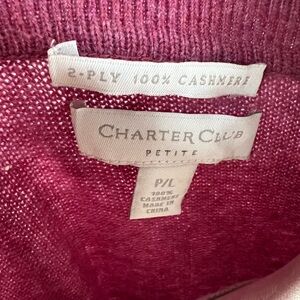 2-PLY 100% CASHMERE
CHARTER CLUB
PETITE
P/L
100%
CASHMERE
MADE IN
CHINA